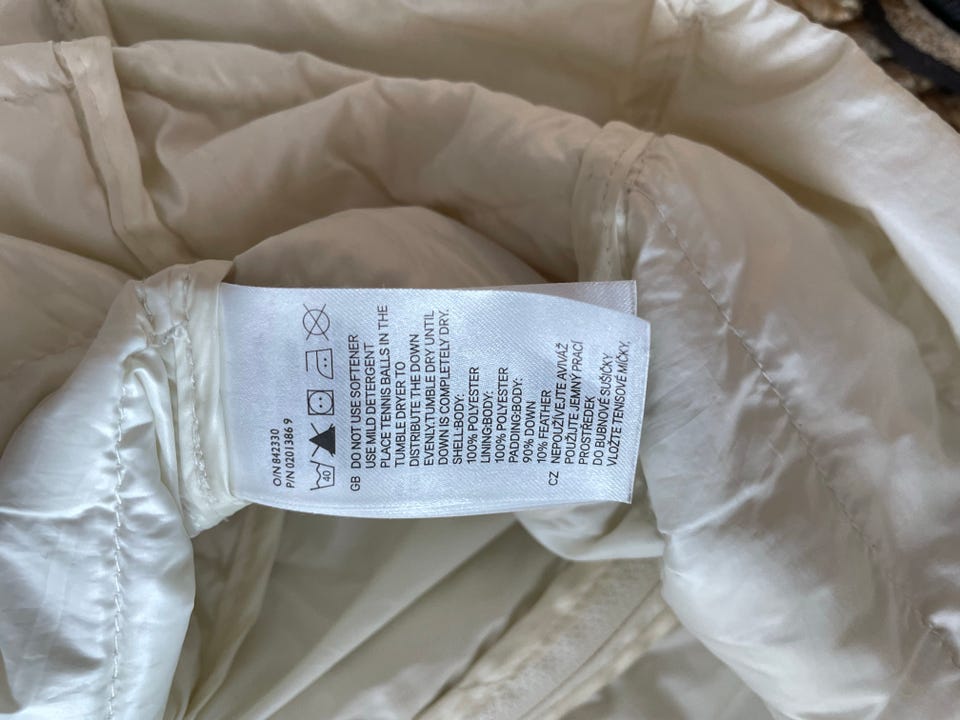 O/N 842330
P/N 0201386 9
40
GB DO NOT USE SOFTENER
USE MILD DETERGENT
PLACE TENNIS BALLS IN THE
TUMBLE DRYER TO
DISTRIBUTE THE DOWN
EVENLY.TUMBLE DRY UNTIL
DOWN IS COMPLETELY DRY.
SHELL:BODY:
100% POLYESTER
LINING:BODY:
100% POLYESTER
PADDING:BODY:
90% DOWN,
10% FEATHER
CZ NEPOUŽÍVEJTE AVIVÁŽ
POUŽIJTE JEMNÝ PRACÍ
PROSTŘEDEK
DO BUBNOVÉ SUŠIČKY
VLOŽTE TENISOVÉ MÍČKY,